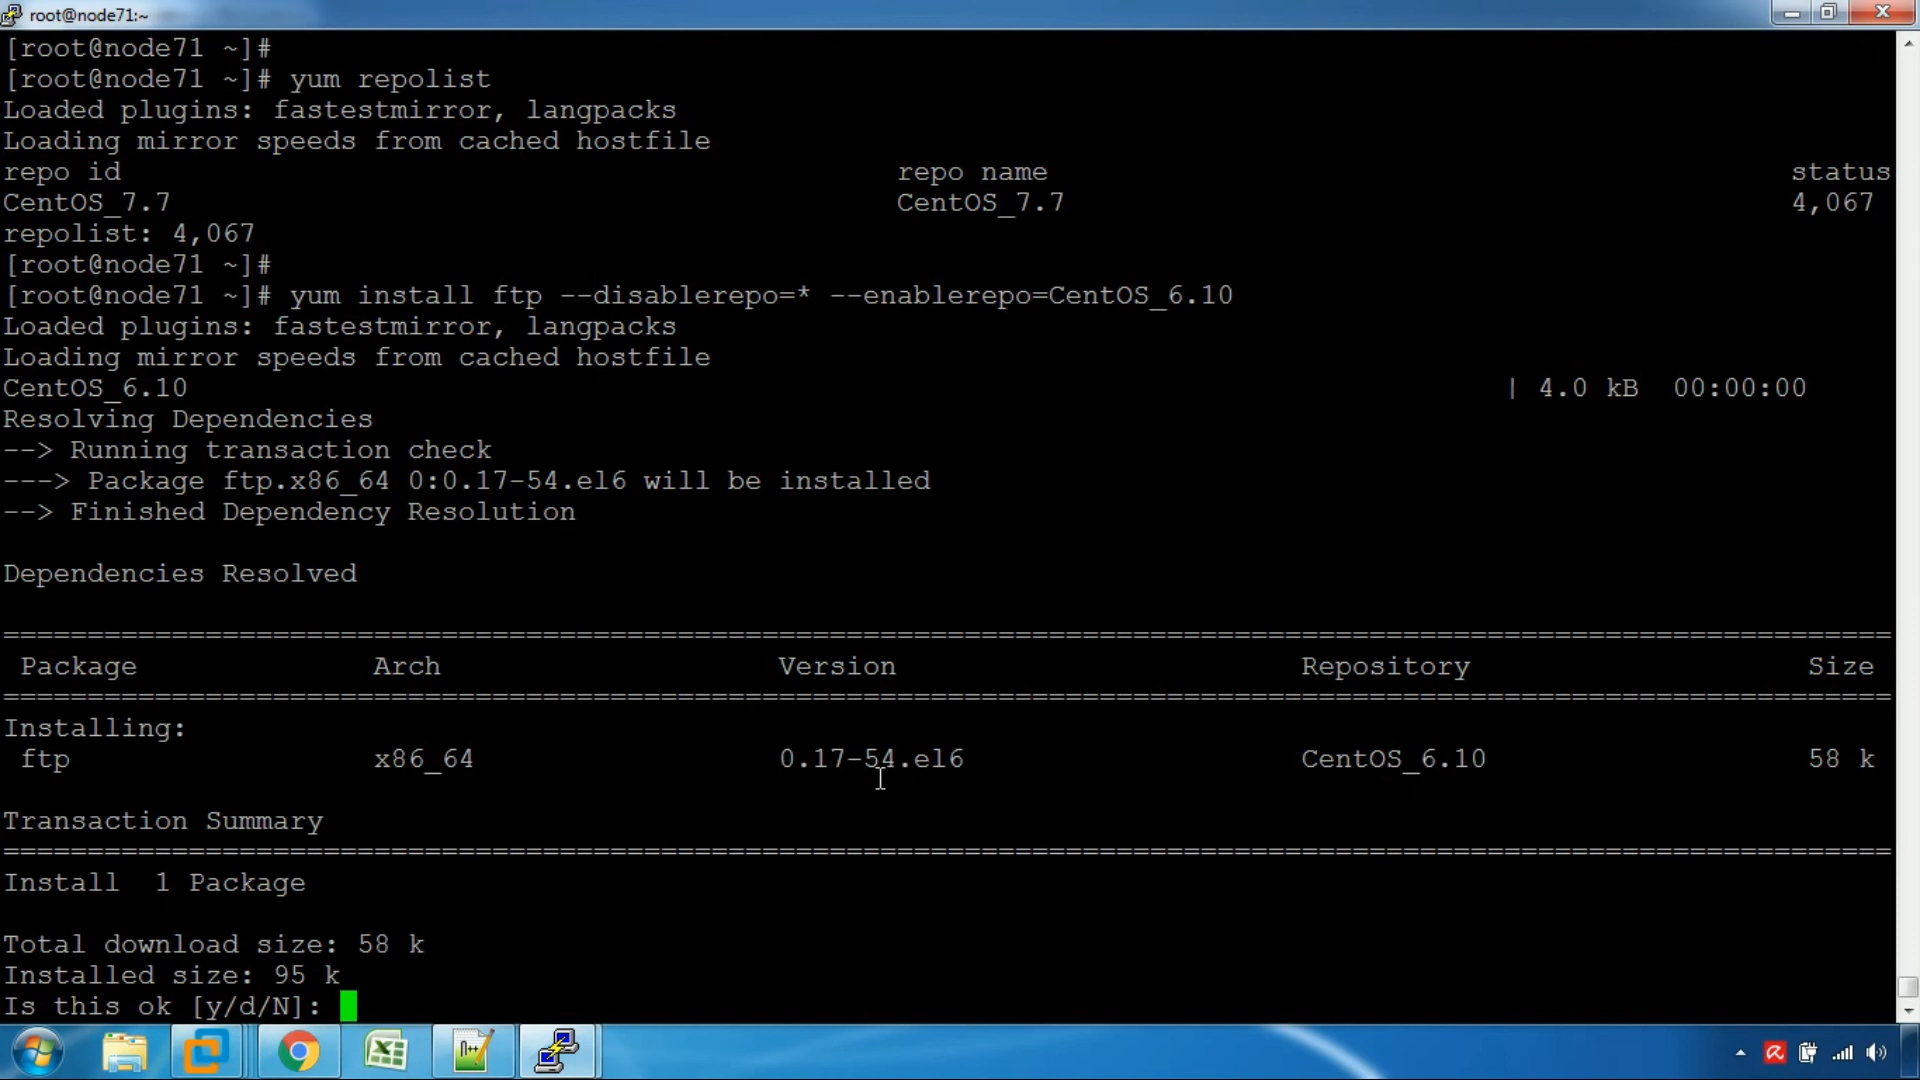 root@node71:~
[root@node71 ~]#
[root@node71 ~]# yum repolist
Loaded plugins: fastestmirror, langpacks
Loading mirror speeds from cached hostfile
repo id repo name status
CentOS_7.7 CentOS_7.7 4,067
repolist: 4,067
[root@node71 ~]#
[root@node71 ~]# yum install ftp --disablerepo=* --enablerepo=CentOS_6.10
Loaded plugins: fastestmirror, langpacks
Loading mirror speeds from cached hostfile
CentOS_6.10 | 4.0 kB 00:00:00
Resolving Dependencies
--> Running transaction check
---> Package ftp.x86_64 0:0.17-54.el6 will be installed
--> Finished Dependency Resolution
Dependencies Resolved
================================================================================================================
Package Arch Version Repository Size
================================================================================================================
Installing:
ftp x86_64 0.17-54.el6 CentOS_6.10 58 k
Transaction Summary
================================================================================================================
Install 1 Package
Total download size: 58 k
Installed size: 95 k
Is this ok [y/d/N]: